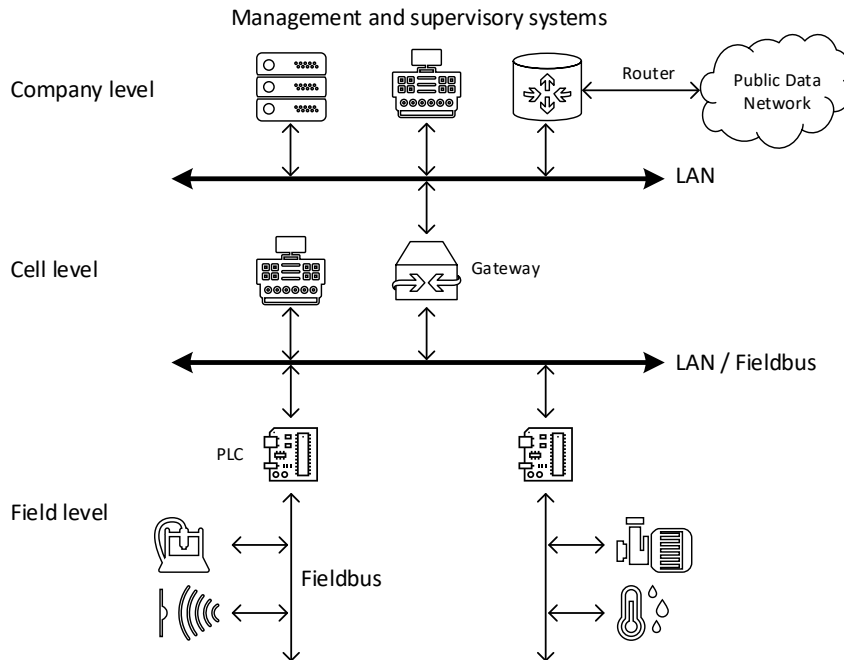 Management and supervisory systems
Company level
Router
Public Data
Network
LAN
Cell level
Gateway
LAN / Fieldbus
PLC
Field level
Fieldbus